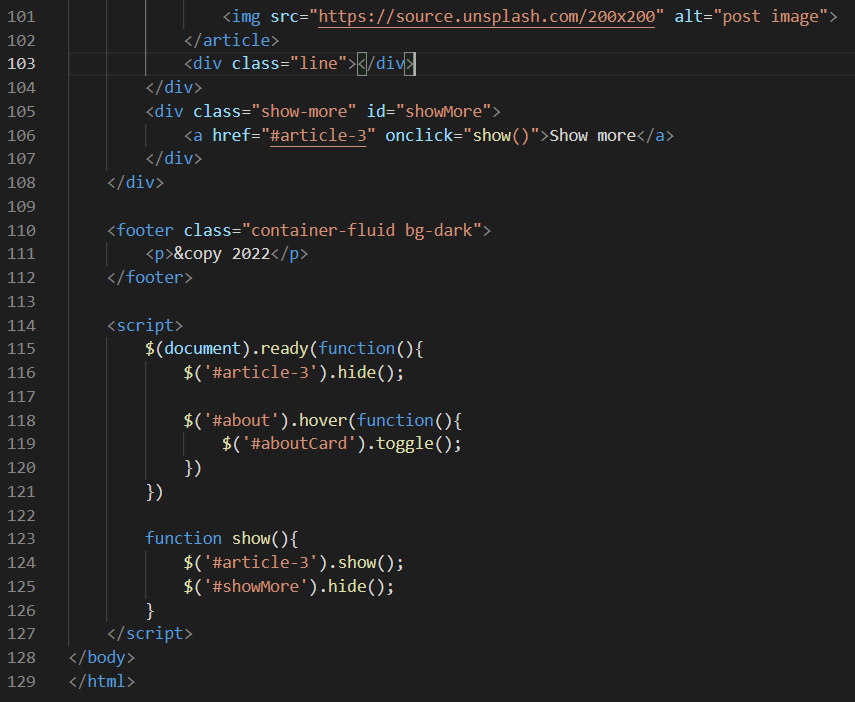 101 <img src="https://source.unsplash.com/200x200" alt="post image">
102 </article>
103 <div class="line"></div>
104 </div>
105 <div class="show-more" id="showMore">
106 <a href="#article-3" onclick="show()">Show more</a>
107 </div>
108 </div>
109
110 <footer class="container-fluid bg-dark">
111 <p>&copy 2022</p>
112 </footer>
113
114 <script>
115 $(document).ready(function(){
116 $('#article-3').hide();
117
118 $('#about').hover(function(){
119 $('#aboutCard').toggle();
120 })
121 })
122
123 function show(){
124 $('#article-3').show();
125 $('#showMore').hide();
126 }
127 </script>
128 </body>
129 </html>